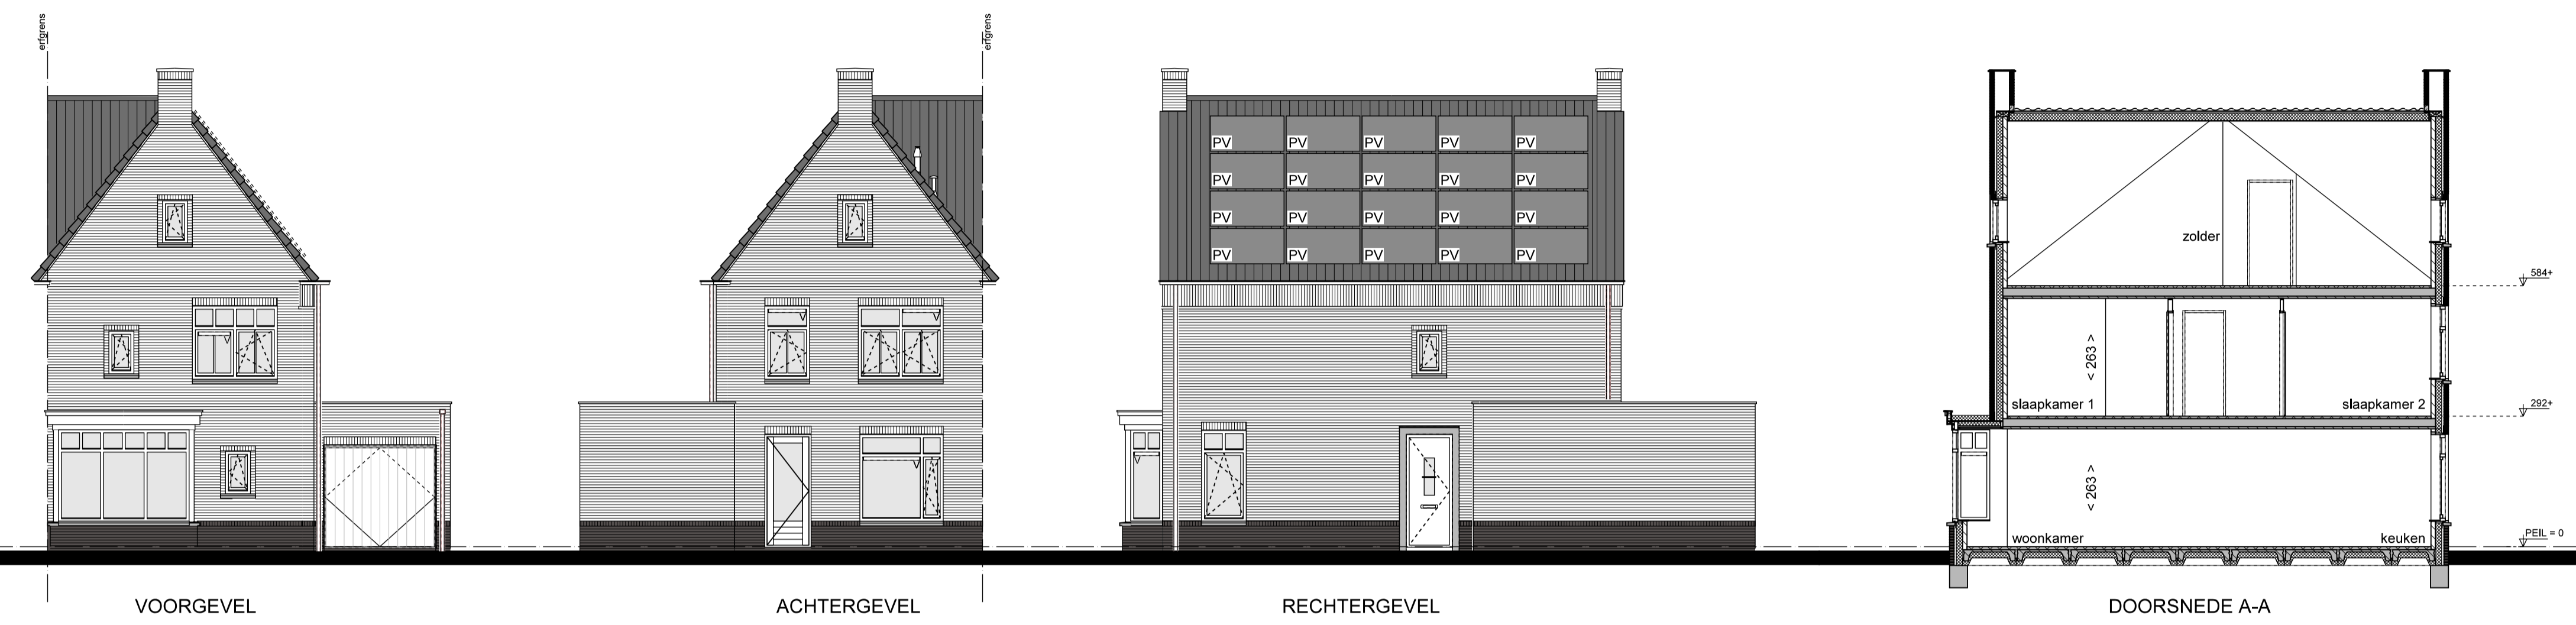 erfgrens
erfgrens
PV PV PV PV PV
PV PV PV PV PV
PV PV PV PV PV
PV PV PV PV PV
zolder
584+
< 263 >
slaapkamer 1
slaapkamer 2
292+
< 263 >
woonkamer
keuken
PEIL = 0
VOORGEVEL
ACHTERGEVEL
RECHTERGEVEL
DOORSNEDE A-A